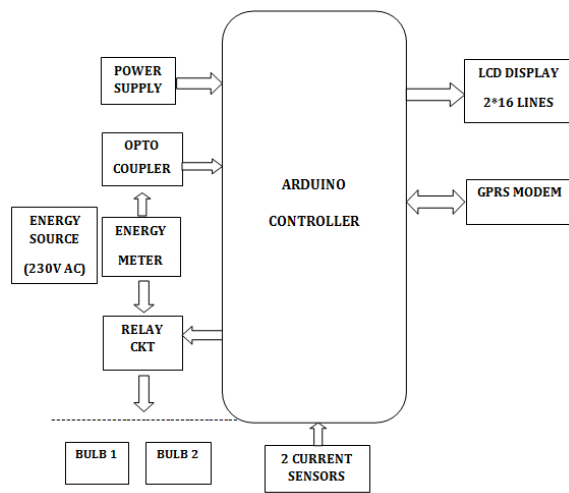 POWER
SUPPLY
OPTO
COUPLER
ENERGY
SOURCE
(230V AC)
ENERGY
METER
RELAY
CKT
BULB 1
BULB 2
ARDUINO
CONTROLLER
2 CURRENT
SENSORS
LCD DISPLAY
2*16 LINES
GPRS MODEM